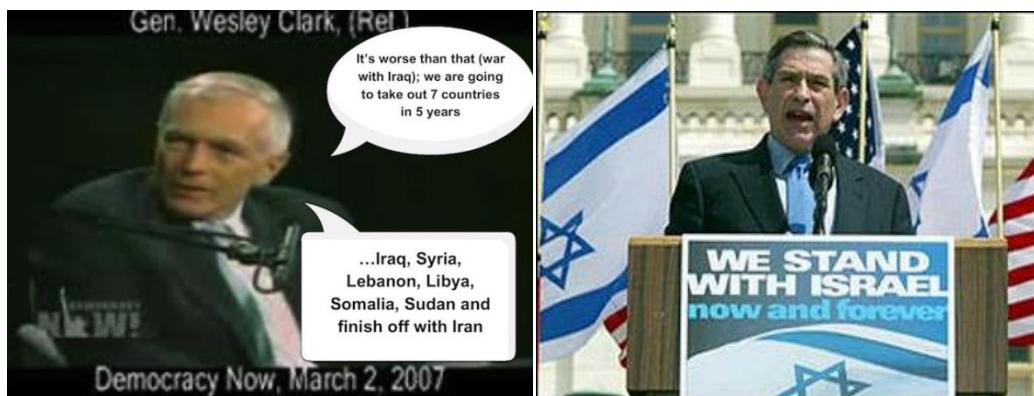 Gen. Wesley Clark, (Ret.)
It's worse than that (war
with Iraq); we are going
to take out 7 countries
in 5 years
…Iraq, Syria,
Lebanon, Libya,
Somalia, Sudan and
finish off with Iran
DEMOCRACY
NOW!
Democracy Now, March 2, 2007
WE STAND
WITH ISRAEL
now and forever